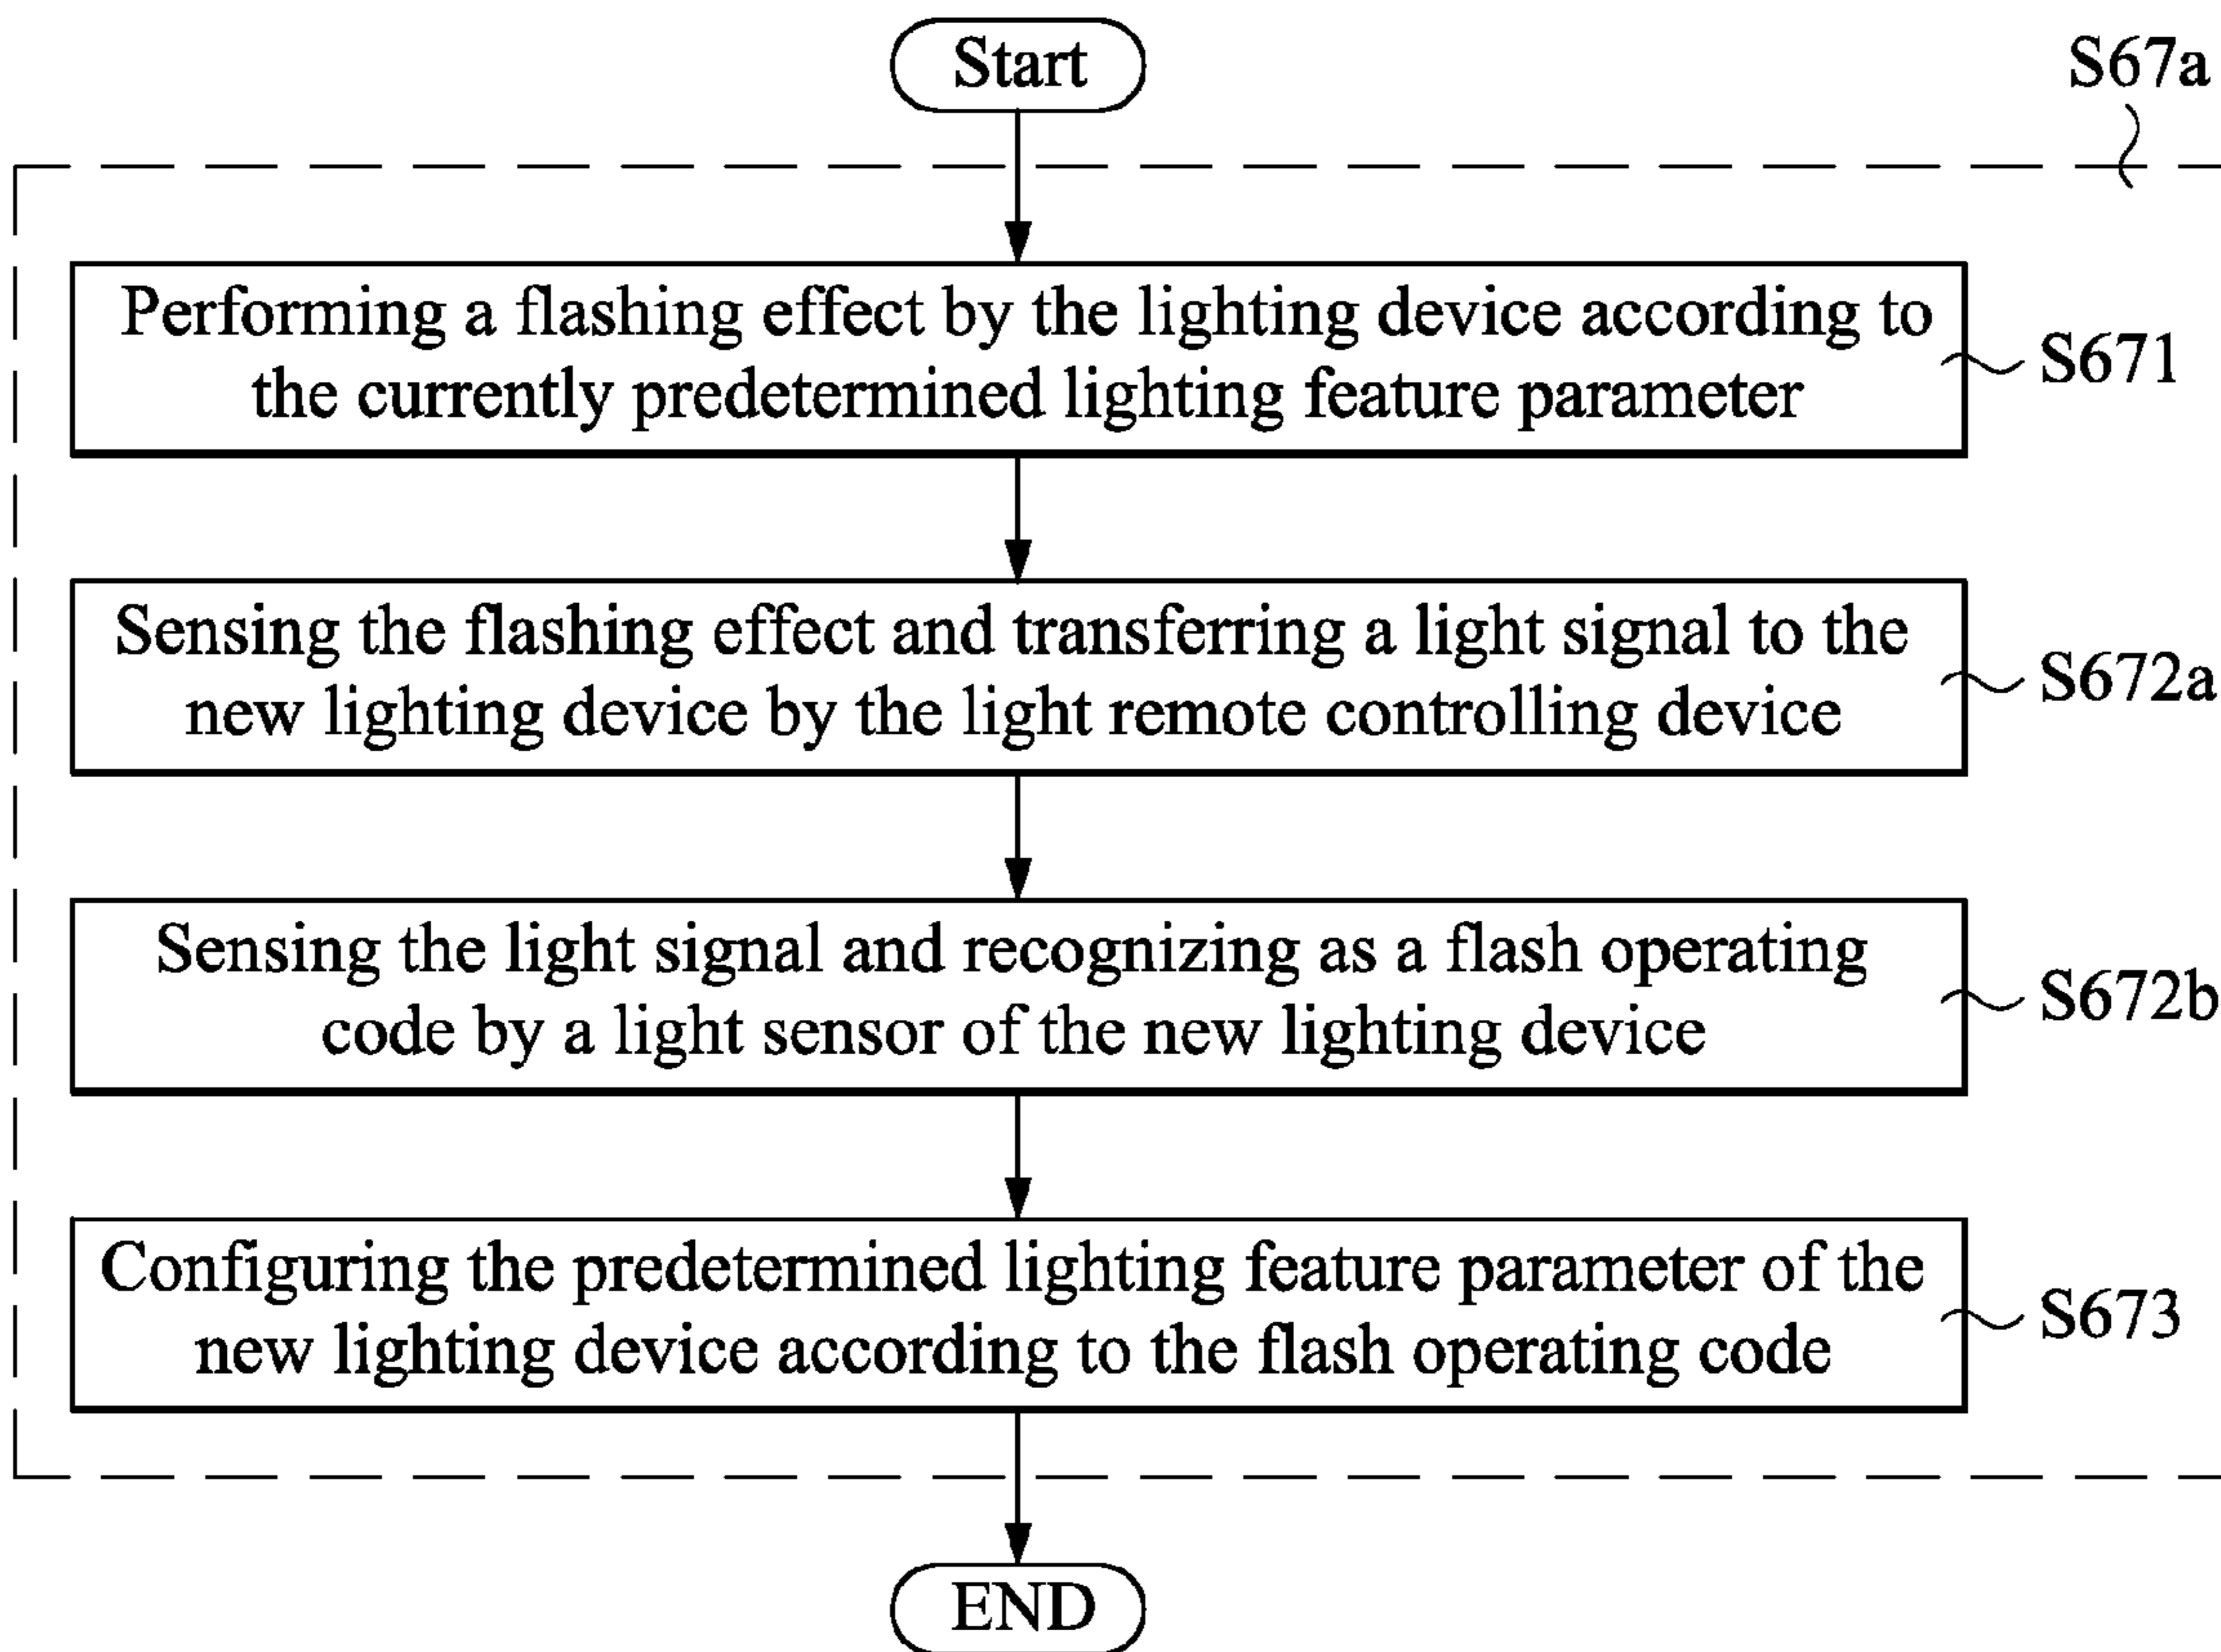 Start
S67a
Performing a flashing effect by the lighting device according to
the currently predetermined lighting feature parameter
S671
Sensing the flashing effect and transferring a light signal to the
new lighting device by the light remote controlling device
S672a
Sensing the light signal and recognizing as a flash operating
code by a light sensor of the new lighting device
S672b
Configuring the predetermined lighting feature parameter of the
new lighting device according to the flash operating code
S673
END